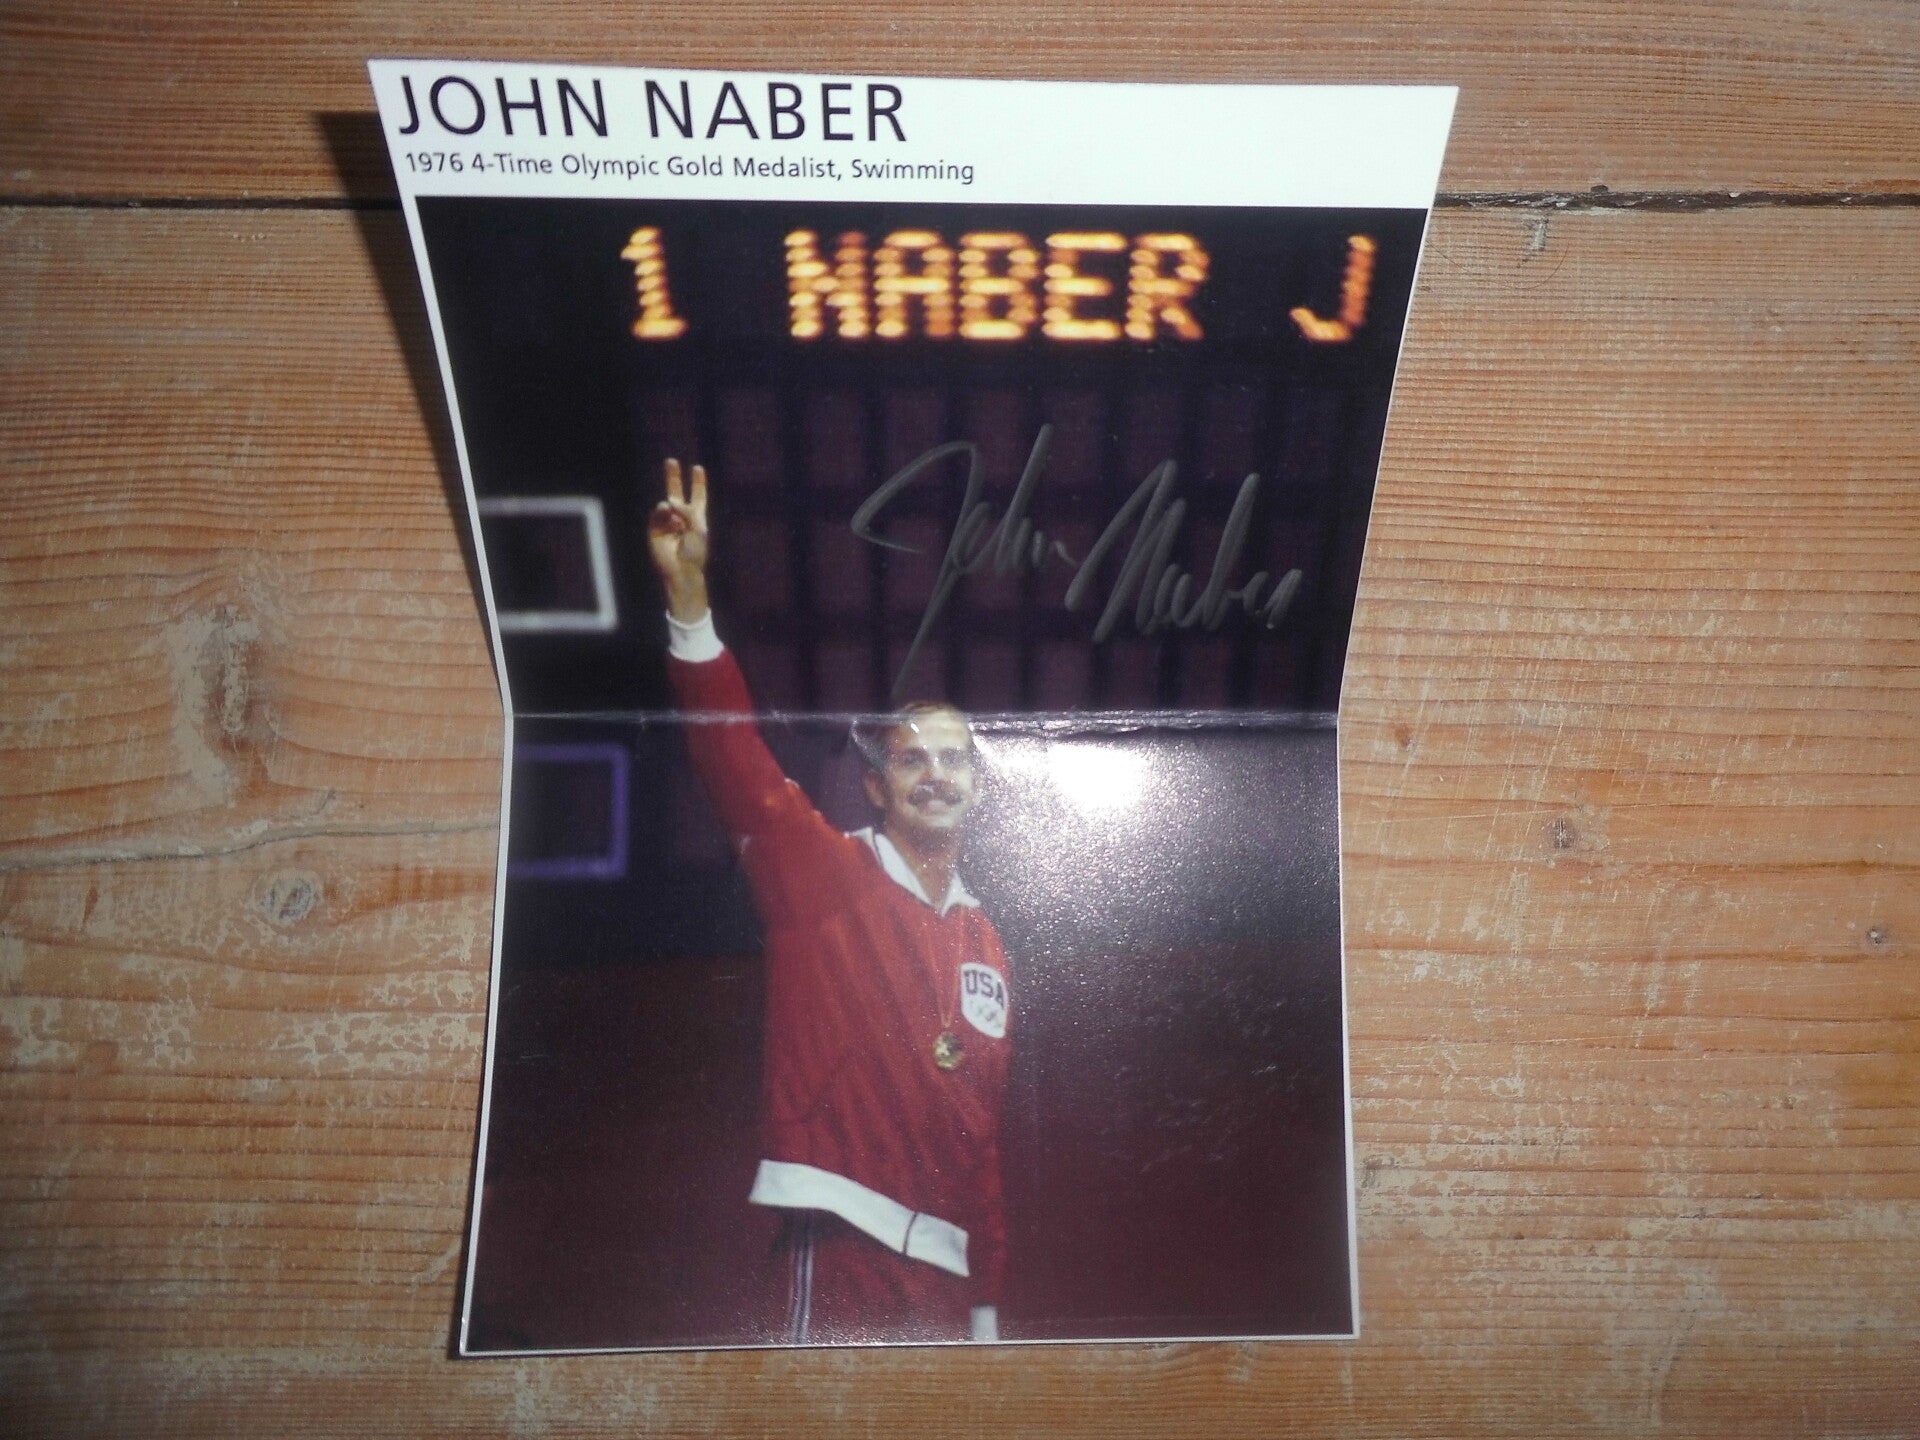 JOHN NABER
1976 4-Time Olympic Gold Medalist, Swimming
1 NABER J
John Naber
USA